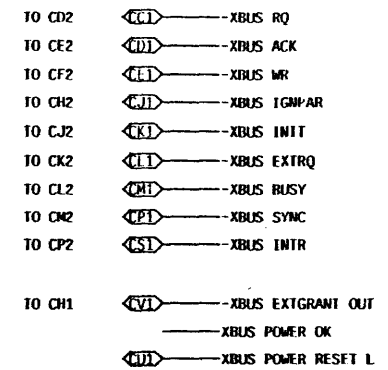 TO CD2 CC1 -XBUS RQ
TO CE2 CD1 -XBUS ACK
TO CF2 CE1 -XBUS WR
TO CH2 CJ1 -XBUS IGNPAR
TO CJ2 CK1 -XBUS INIT
TO CK2 CL1 -XBUS EXTRQ
TO CL2 CM1 -XBUS BUSY
TO CM2 CP1 -XBUS SYNC
TO CP2 CS1 -XBUS INTR
TO CH1 CV1 -XBUS EXTGRANT OUT
XBUS POWER OK
CU1 XBUS POWER RESET L